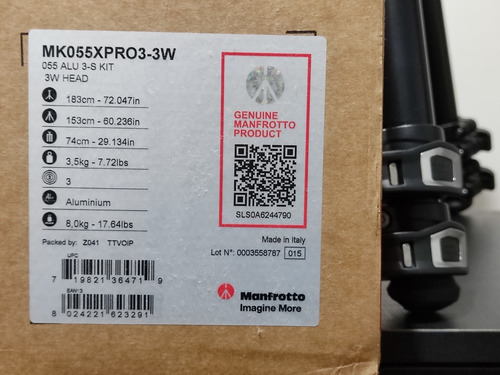 MK055XPRO3-3W
055 ALU 3-S KIT
3W HEAD
183cm - 72.047in
153cm - 60.236in
74cm - 29.134in
3,5kg - 7.72lbs
3
Aluminium
8,0kg - 17.64lbs
GENUINE
MANFROTTO
PRODUCT
SLS0A6244790
Packed by: Z041 TTVOIP
Made in Italy
Lot N°: 0003558787 015
UPC
7 19821 36471 9
EAN13
8 024221 623291
Manfrotto
Imagine More